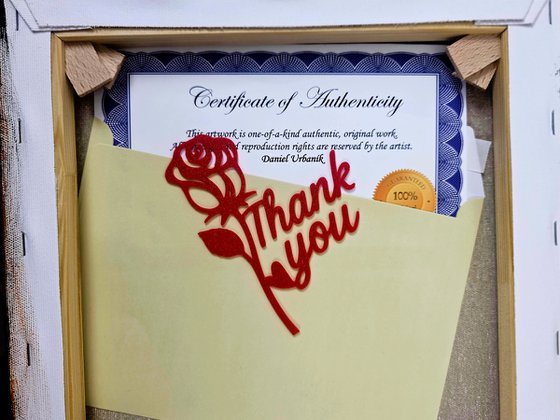 Certificate of Authenticity
This artwork is one-of-a-kind authentic, original work.
reproduction rights are reserved by the artist.
Daniel Urbanik
GUARANTEED
100%
Thank
you